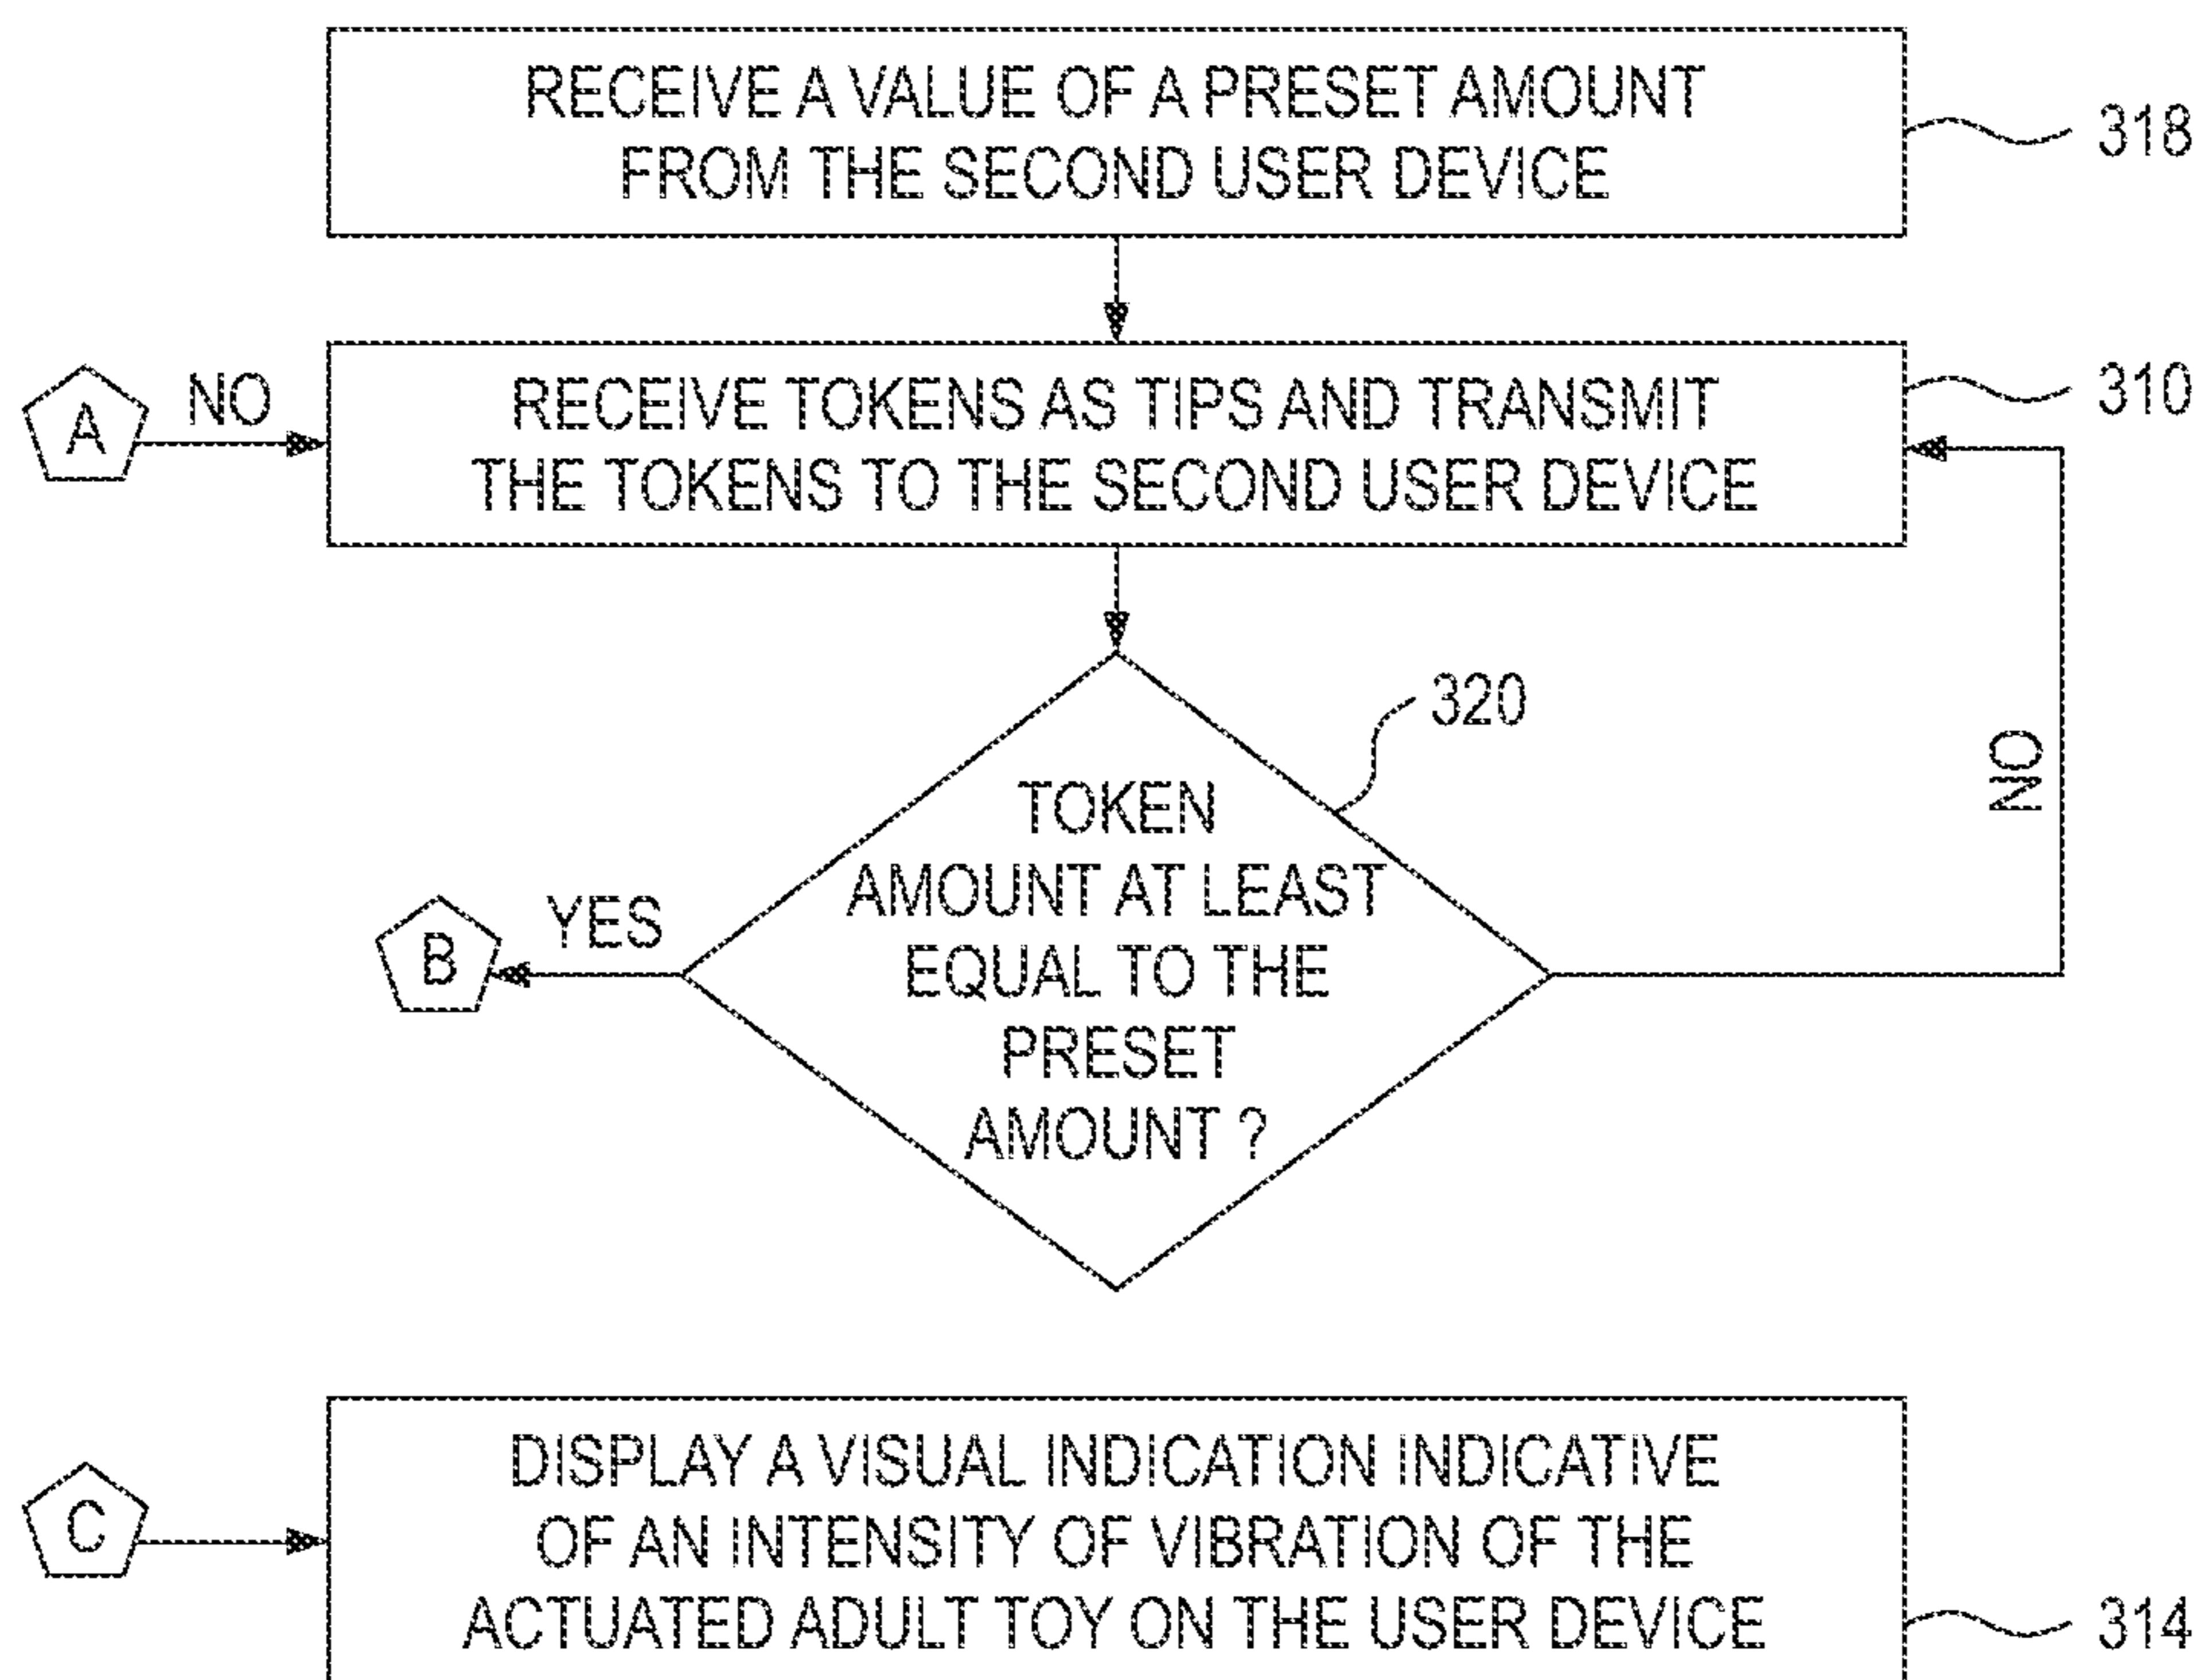 RECEIVE A VALUE OF A PRESET AMOUNT
FROM THE SECOND USER DEVICE
318
A
NO
RECEIVE TOKENS AS TIPS AND TRANSMIT
THE TOKENS TO THE SECOND USER DEVICE
310
320
TOKEN
AMOUNT AT LEAST
EQUAL TO THE
PRESET
AMOUNT ?
YES
B
NO
C
DISPLAY A VISUAL INDICATION INDICATIVE
OF AN INTENSITY OF VIBRATION OF THE
ACTUATED ADULT TOY ON THE USER DEVICE
314